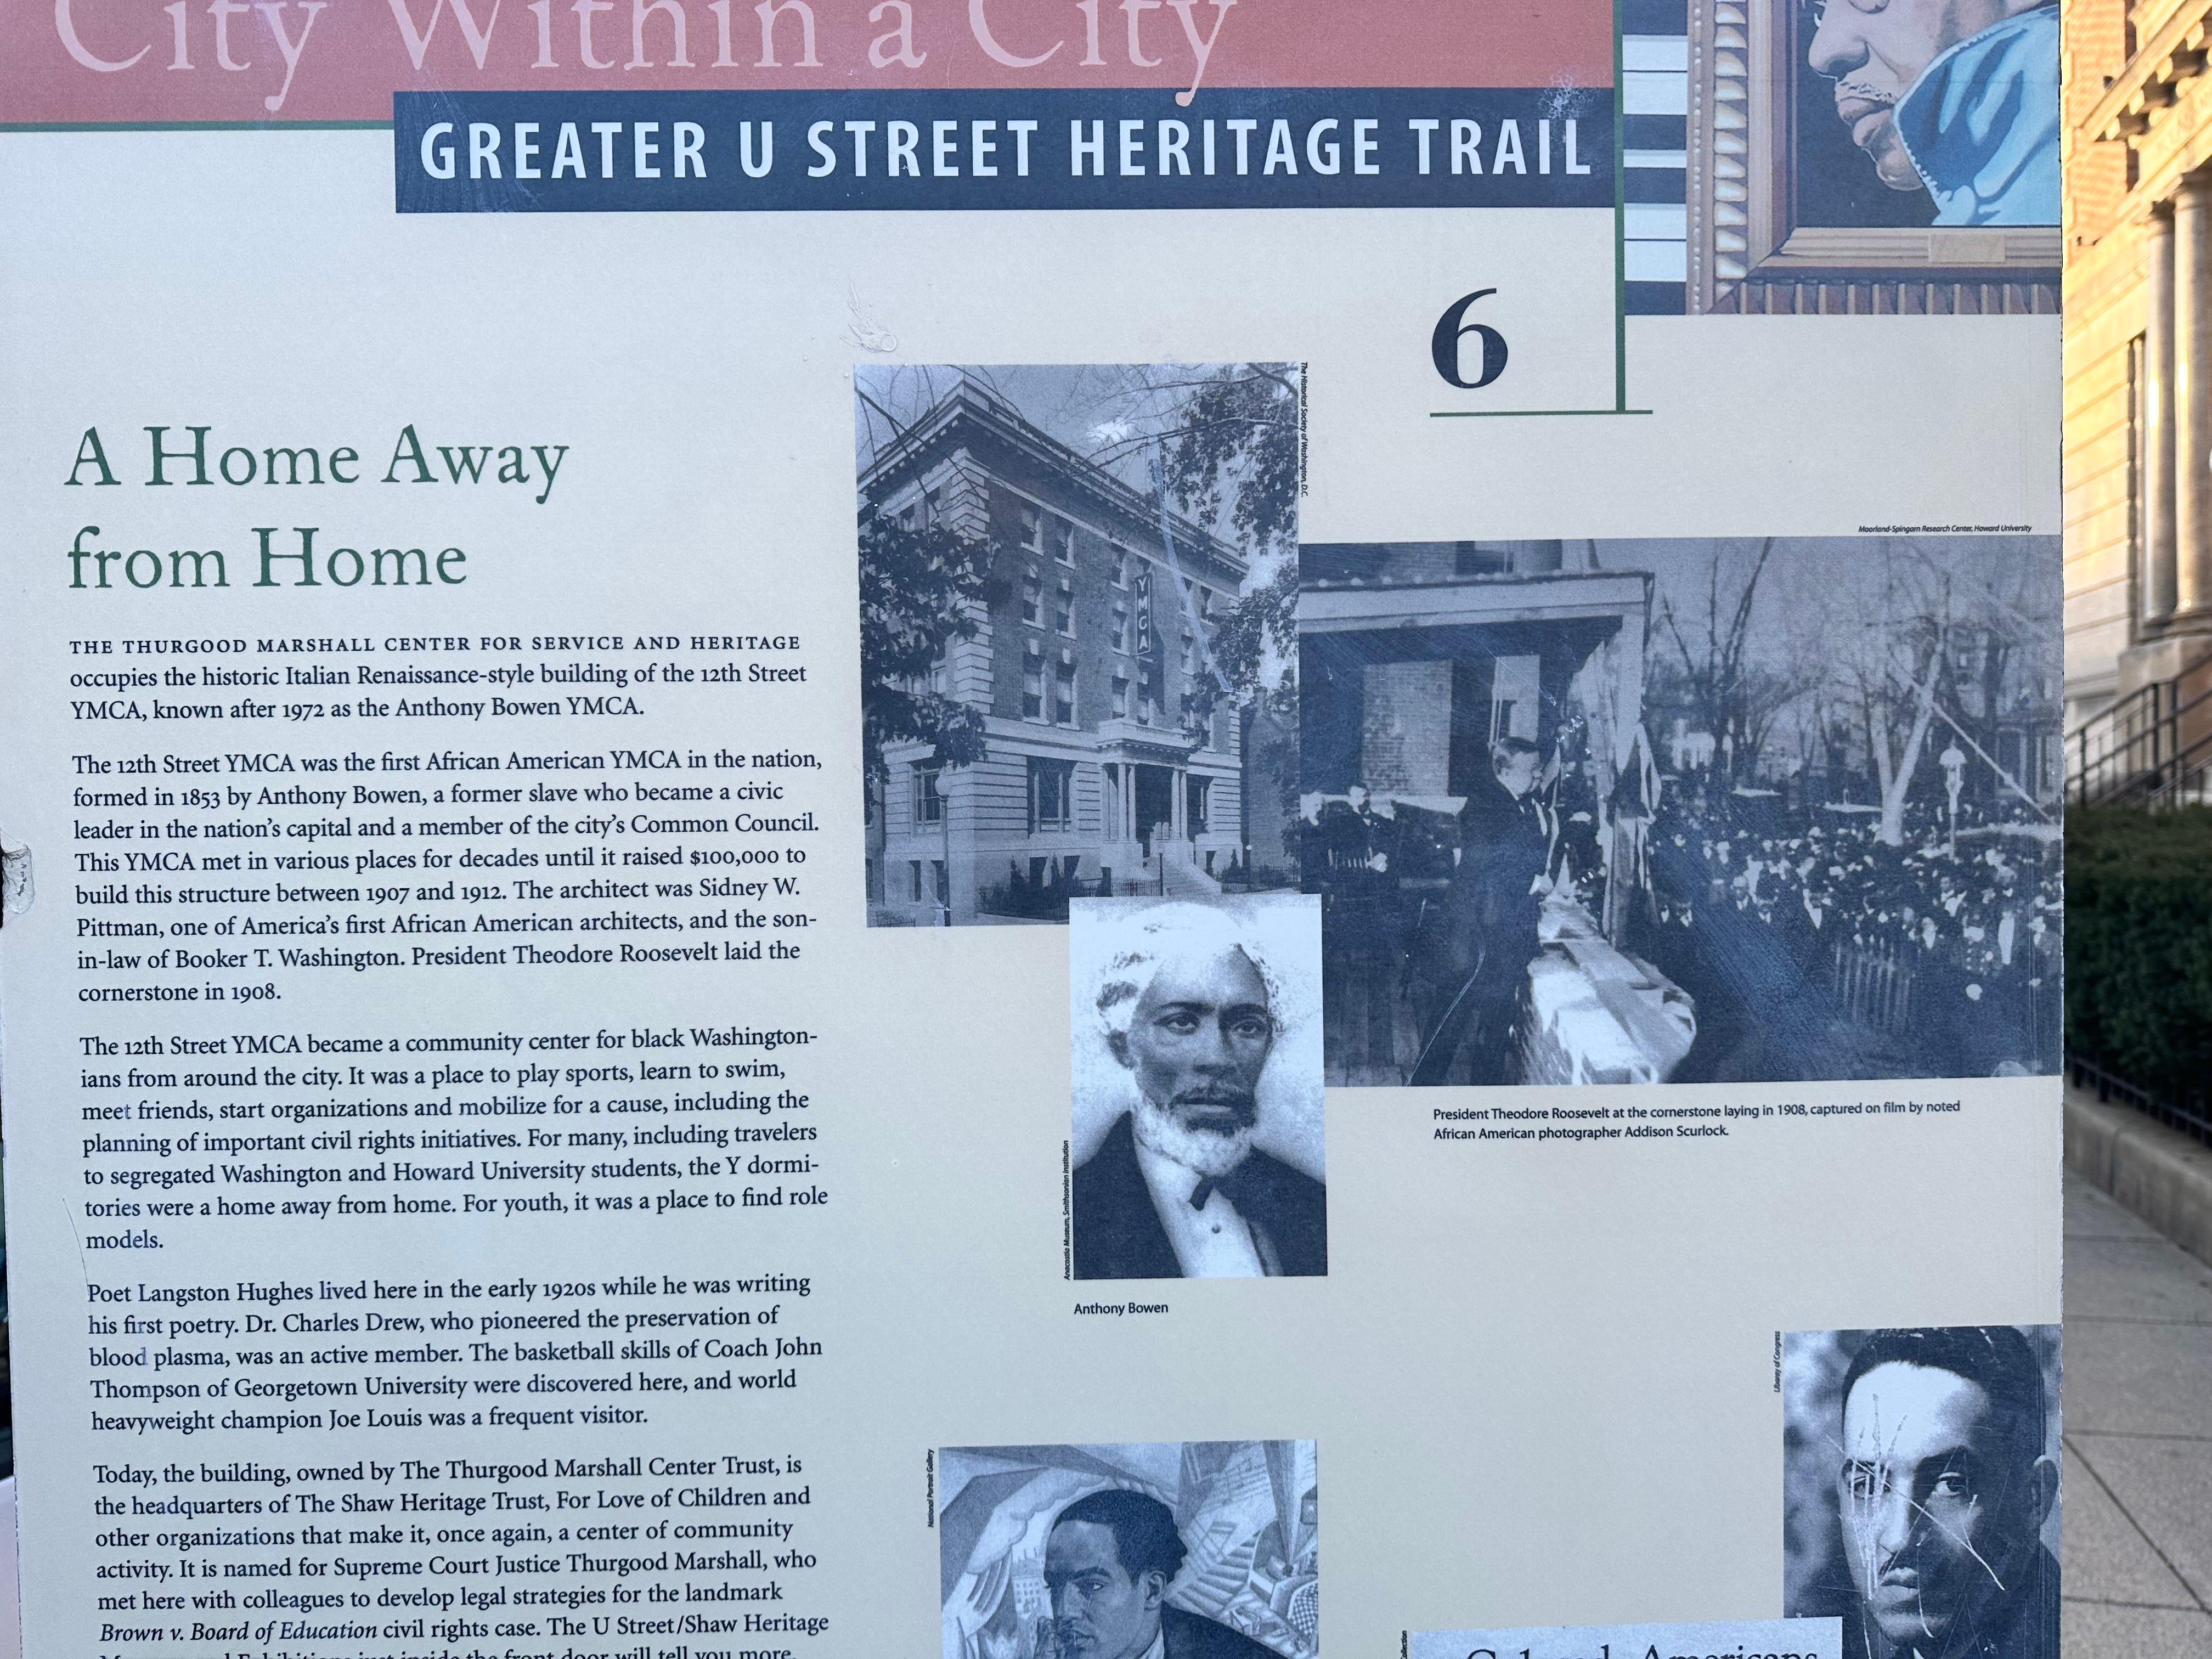 City Within a City
GREATER U STREET HERITAGE TRAIL
6
A Home Away
from Home
THE THURGOOD MARSHALL CENTER FOR SERVICE AND HERITAGE
occupies the historic Italian Renaissance-style building of the 12th Street
YMCA, known after 1972 as the Anthony Bowen YMCA.
The 12th Street YMCA was the first African American YMCA in the nation,
formed in 1853 by Anthony Bowen, a former slave who became a civic
leader in the nation's capital and a member of the city's Common Council.
This YMCA met in various places for decades until it raised $100,000 to
build this structure between 1907 and 1912. The architect was Sidney W.
Pittman, one of America's first African American architects, and the son-
in-law of Booker T. Washington. President Theodore Roosevelt laid the
cornerstone in 1908.
The 12th Street YMCA became a community center for black Washington-
ians from around the city. It was a place to play sports, learn to swim,
meet friends, start organizations and mobilize for a cause, including the
planning of important civil rights initiatives. For many, including travelers
to segregated Washington and Howard University students, the Y dormi-
tories were a home away from home. For youth, it was a place to find role
models.
Poet Langston Hughes lived here in the early 1920s while he was writing
his first poetry. Dr. Charles Drew, who pioneered the preservation of
blood plasma, was an active member. The basketball skills of Coach John
Thompson of Georgetown University were discovered here, and world
heavyweight champion Joe Louis was a frequent visitor.
Today, the building, owned by The Thurgood Marshall Center Trust, is
the headquarters of The Shaw Heritage Trust, For Love of Children and
other organizations that make it, once again, a center of community
activity. It is named for Supreme Court Justice Thurgood Marshall, who
met here with colleagues to develop legal strategies for the landmark
Brown v. Board of Education civil rights case. The U Street/Shaw Heritage
just inside the front door will tell you more.
The Historical Society of Washington, D.C.
YMCA
Moorland-Spingarn Research Center, Howard University
President Theodore Roosevelt at the cornerstone laying in 1908, captured on film by noted
African American photographer Addison Scurlock.
Anacostia Museum, Smithsonian Institution
Anthony Bowen
Library of Congress
National Portrait Gallery
Collection
Colored Americans